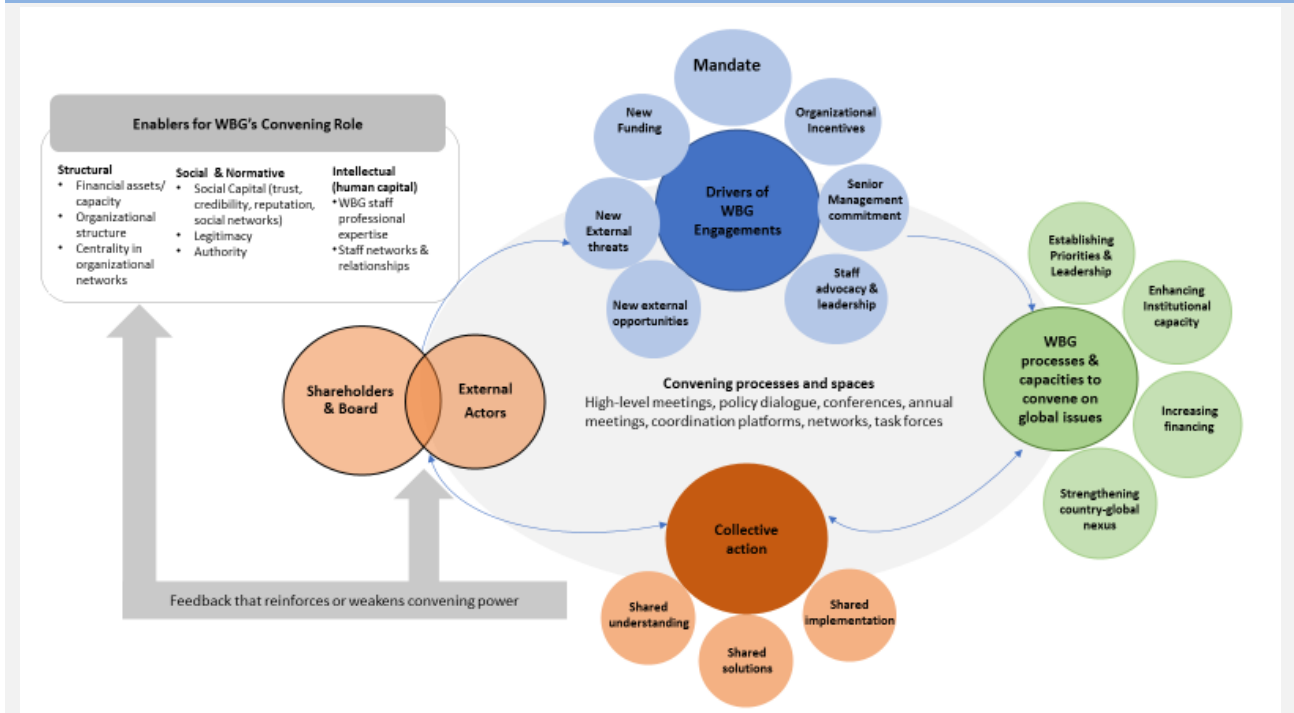 Enablers for WBG's Convening Role
Structural
• Financial assets/
capacity
• Organizational
structure
• Centrality in
organizational
networks
Social & Normative
• Social Capital (trust,
credibility, reputation,
social networks)
• Legitimacy
• Authority
Intellectual
(human capital)
•WBG staff
professional
expertise
•Staff networks &
relationships
Mandate
New
Funding
Organizational
Incentives
Drivers of
WBG
Engagements
Senior
Management
commitment
New
External
threats
Staff
advocacy &
leadership
New external
opportunities
Establishing
Priorities &
Leadership
Enhancing
Institutional
capacity
WBG
processes &
capacities to
convene on
global issues
Increasing
financing
Strengthening
country-global
nexus
Shareholders
& Board
External
Actors
Convening processes and spaces
High-level meetings, policy dialogue, conferences, annual
meetings, coordination platforms, networks, task forces
Collective
action
Shared
understanding
Shared
solutions
Shared
implementation
Feedback that reinforces or weakens convening power